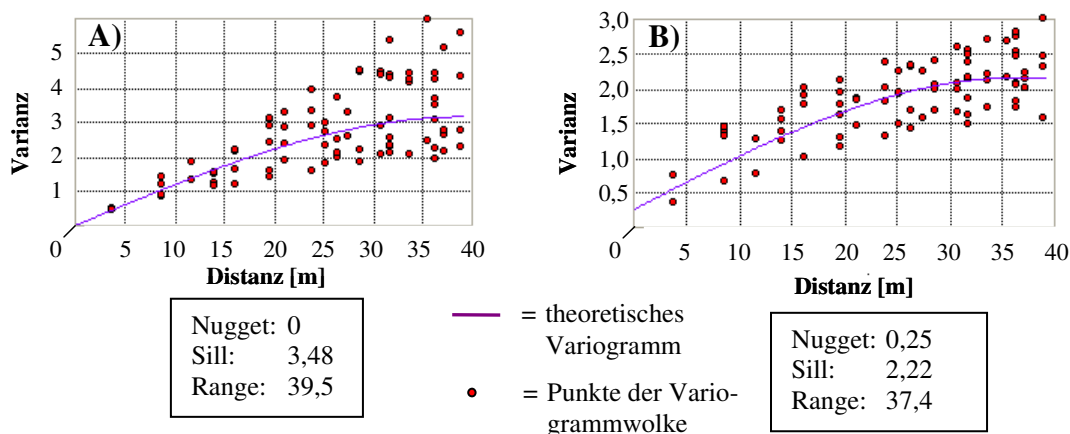 A)
Varianz
5
4
3
2
1
0
5 10 15 20 25 30 35 40
Distanz [m]
Nugget: 0
Sill: 3,48
Range: 39,5
B)
Varianz
3,0
2,5
2,0
1,5
1,0
0,5
0
5 10 15 20 25 30 35 40
Distanz [m]
Nugget: 0,25
Sill: 2,22
Range: 37,4
= theoretisches
Variogramm
= Punkte der Vario-
grammwolke